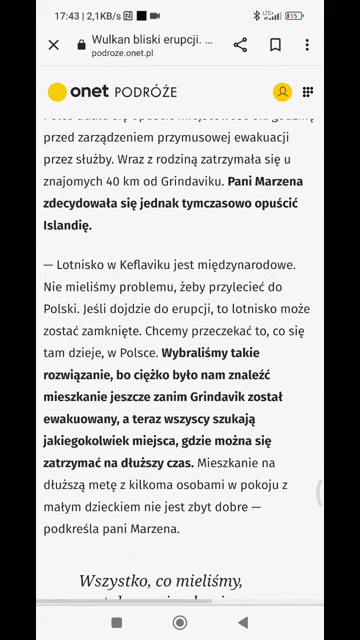 17:43 | 2,1KB/s
LTE
15
Wulkan bliski erupcji. ...
podroze.onet.pl
onet PODRÓŻE
przed zarządzeniem przymusowej ewakuacji
przez służby. Wraz z rodziną zatrzymała się u
znajomych 40 km od Grindaviku. Pani Marzena
zdecydowała się jednak tymczasowo opuścić
Islandię.
— Lotnisko w Keflaviku jest międzynarodowe.
Nie mieliśmy problemu, żeby przylecieć do
Polski. Jeśli dojdzie do erupcji, to lotnisko może
zostać zamknięte. Chcemy przeczekać to, co się
tam dzieje, w Polsce. Wybraliśmy takie
rozwiązanie, bo ciężko było nam znaleźć
mieszkanie jeszcze zanim Grindavik został
ewakuowany, a teraz wszyscy szukają
jakiegokolwiek miejsca, gdzie można się
zatrzymać na dłuższy czas. Mieszkanie na
dłuższą metę z kilkoma osobami w pokoju z
małym dzieckiem nie jest zbyt dobre —
podkreśla pani Marzena.
Wszystko, co mieliśmy,